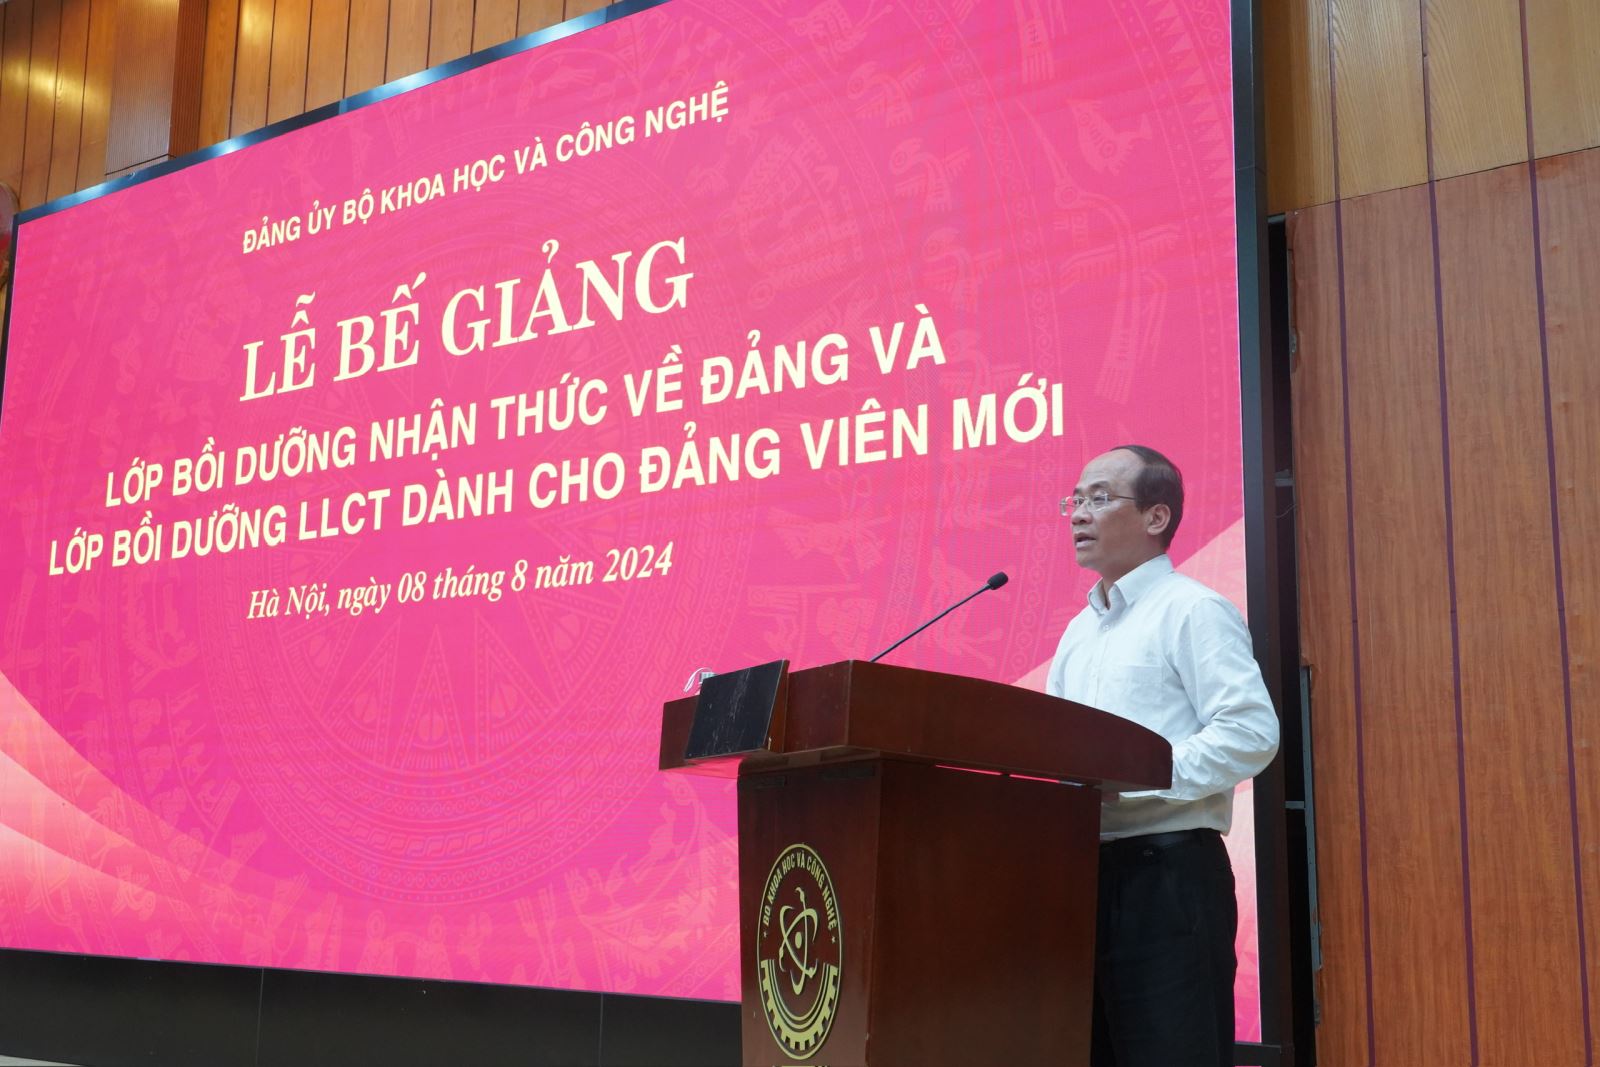 ĐẢNG ỦY BỘ KHOA HỌC VÀ CÔNG NGHỆ
LỄ BẾ GIẢNG
LỚP BỒI DƯỠNG NHẬN THỨC VỀ ĐẢNG VÀ
LỚP BỒI DƯỠNG LLCT DÀNH CHO ĐẢNG VIÊN MỚI
Hà Nội, ngày 08 tháng 8 năm 2024
BỘ KHOA HỌC VÀ CÔNG NGHỆ